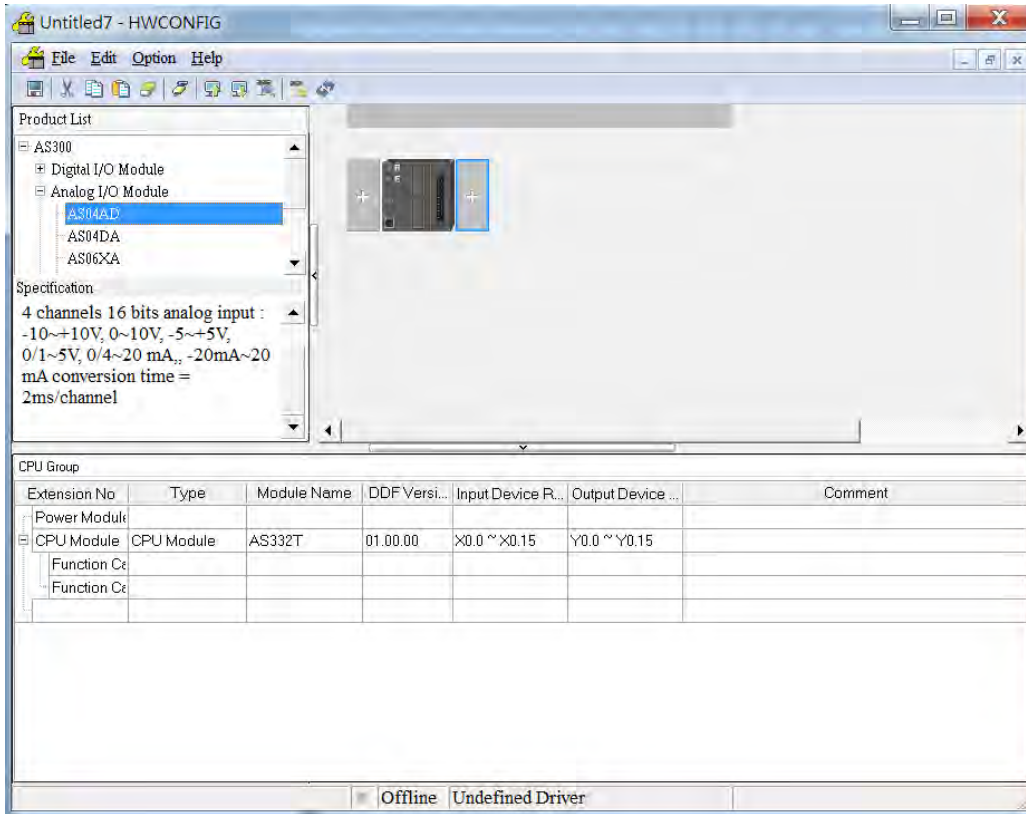 Untitled7 - HWCONFIG
File Edit Option Help
Product List
AS300
Digital I/O Module
Analog I/O Module
AS04AD
AS04DA
AS06XA
Specification
4 channels 16 bits analog input :
-10~+10V, 0~10V, -5~+5V,
0/1~5V, 0/4~20 mA,, -20mA~20
mA conversion time =
2ms/channel
CPU Group
Extension No Type Module Name DDF Versi... Input Device R... Output Device ... Comment
Power Module
CPU Module CPU Module AS332T 01.00.00 X0.0 ~ X0.15 Y0.0 ~ Y0.15
Function Ca
Function Ca
Offline Undefined Driver